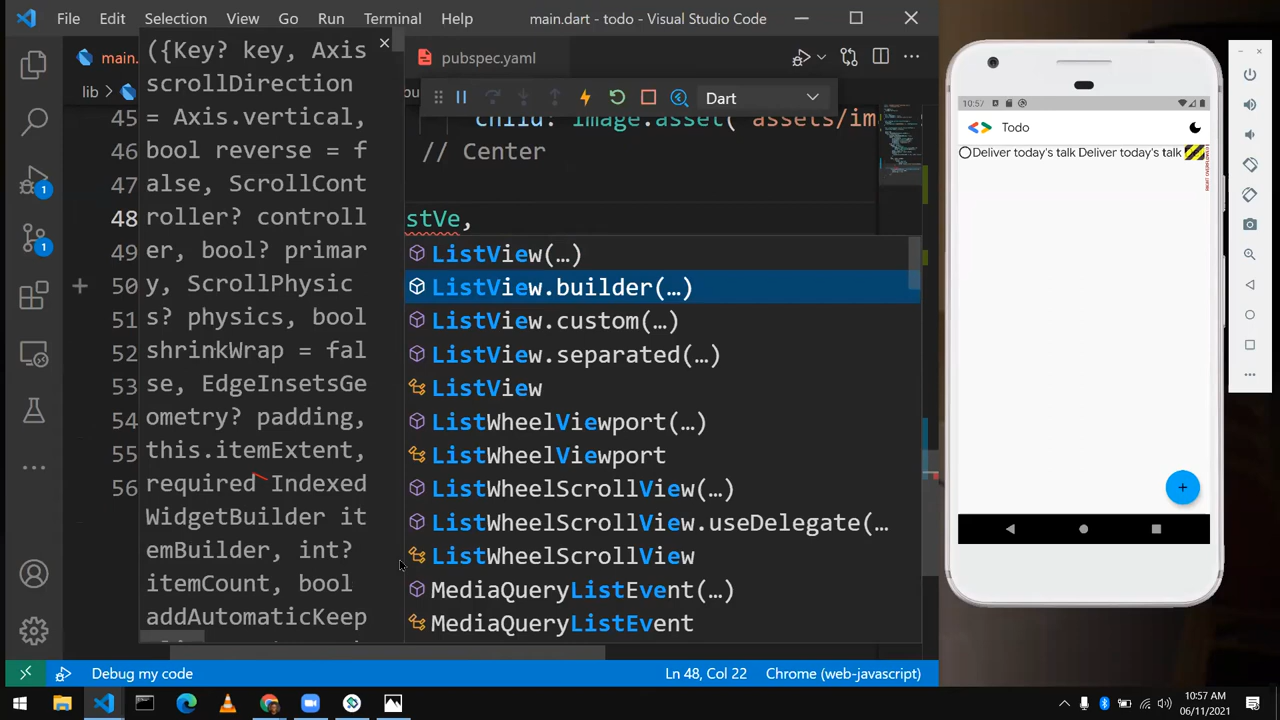 File Edit Selection View Go Run Terminal Help main.dart - todo - Visual Studio Code
main. pubspec.yaml
lib
Dart
({Key? key, Axis
scrollDirection
= Axis.vertical,
bool reverse = f
alse, ScrollCont
roller? controll
er, bool? primar
y, ScrollPhysic
s? physics, bool
shrinkWrap = fal
se, EdgeInsetsGe
ometry? padding,
this.itemExtent,
required Indexed
WidgetBuilder it
emBuilder, int?
itemCount, bool
addAutomaticKeep
45 child: Image.asset( assets/im
46 // Center
47
48 stVe,
49
50
51
52
53
54
55
56
ListView(…)
ListView.builder(…)
ListView.custom(…)
ListView.separated(…)
ListView
ListWheelViewport(…)
ListWheelViewport
ListWheelScrollView(…)
ListWheelScrollView.useDelegate(…
ListWheelScrollView
MediaQueryListEvent(…)
MediaQueryListEvent
1
1
Debug my code Ln 48, Col 22 Chrome (web-javascript)
10:57
Todo
Deliver today's talk Deliver today's talk
10:57 AM
06/11/2021